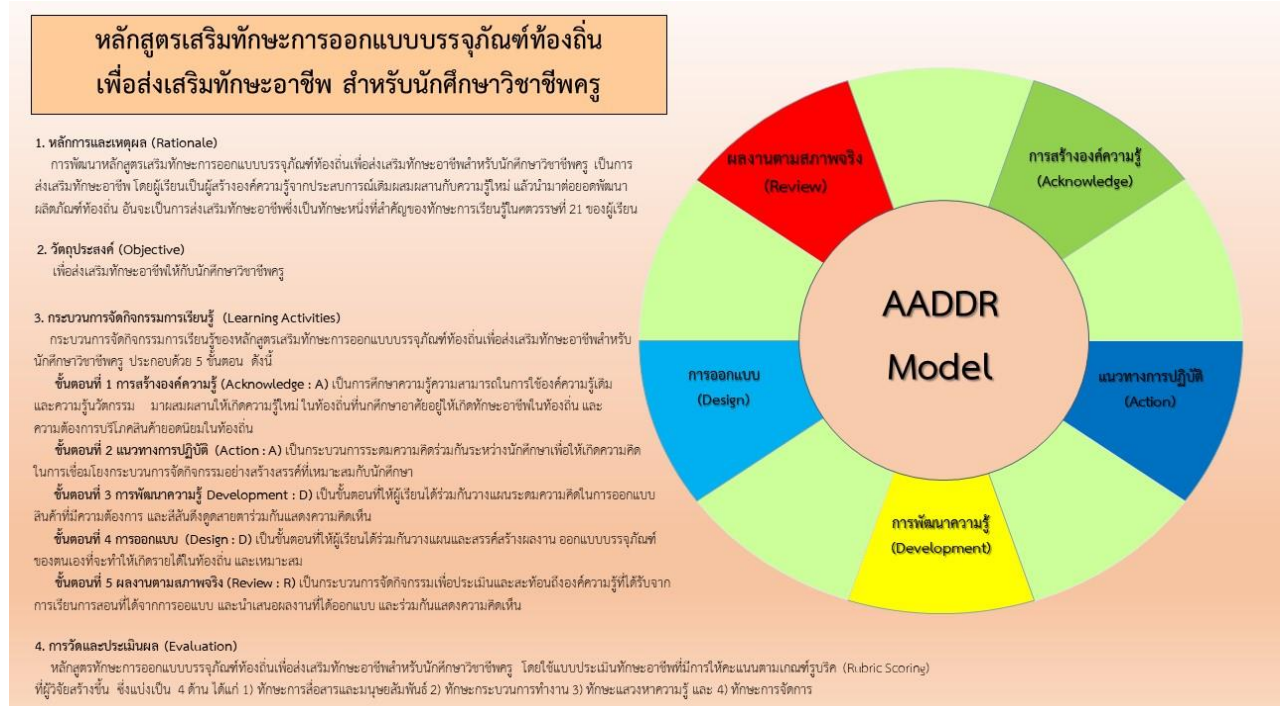 หลักสูตรเสริมทักษะการออกแบบบรรจุภัณฑ์ท้องถิ่น
เพื่อส่งเสริมทักษะอาชีพ สำหรับนักศึกษาวิชาชีพครู
1. หลักการและเหตุผล (Rationale)
การพัฒนาหลักสูตรเสริมทักษะการออกแบบบรรจุภัณฑ์ท้องถิ่นเพื่อส่งเสริมทักษะอาชีพสำหรับนักศึกษาวิชาชีพครู เป็นการ
ส่งเสริมทักษะอาชีพ โดยผู้เรียนเป็นผู้สร้างองค์ความรู้จากประสบการณ์เดิมผสมผสานกับความรู้ใหม่ แล้วนำมาต่อยอดพัฒนา
ผลิตภัณฑ์ท้องถิ่น อันจะเป็นการส่งเสริมทักษะอาชีพซึ่งเป็นทักษะหนึ่งที่สำคัญของทักษะการเรียนรู้ในศตวรรษที่ 21 ของผู้เรียน
2. วัตถุประสงค์ (Objective)
เพื่อส่งเสริมทักษะอาชีพให้กับนักศึกษาวิชาชีพครู
3. กระบวนการจัดกิจกรรมการเรียนรู้ (Learning Activities)
กระบวนการจัดกิจกรรมการเรียนรู้ของหลักสูตรเสริมทักษะการออกแบบบรรจุภัณฑ์ท้องถิ่นเพื่อส่งเสริมทักษะอาชีพสำหรับ
นักศึกษาวิชาชีพครู ประกอบด้วย 5 ขั้นตอน ดังนี้
ขั้นตอนที่ 1 การสร้างองค์ความรู้ (Acknowledge : A) เป็นการศึกษาความรู้ความสามารถในการใช้องค์ความรู้เดิม
และความรู้นวัตกรรม มาผสมผสานให้เกิดความรู้ใหม่ ในท้องถิ่นที่นกศึกษาอาศัยอยู่ให้เกิดทักษะอาชีพในท้องถิ่น และ
ความต้องการบริโภคสินค้ายอดนิยมในท้องถิ่น
ขั้นตอนที่ 2 แนวทางการปฏิบัติ (Action : A) เป็นกระบวนการระดมความคิดร่วมกันระหว่างนักศึกษาเพื่อให้เกิดความคิด
ในการเชื่อมโยงกระบวนการจัดกิจกรรมอย่างสร้างสรรค์ที่เหมาะสมกับนักศึกษา
ขั้นตอนที่ 3 การพัฒนาความรู้ Development : D) เป็นขั้นตอนที่ให้ผู้เรียนได้ร่วมกันวางแผนระดมความคิดในการออกแบบ
สินค้าที่มีความต้องการ และสีสันดึงดูดสายตาร่วมกันแสดงความคิดเห็น
ขั้นตอนที่ 4 การออกแบบ (Design : D) เป็นขั้นตอนที่ให้ผู้เรียนได้ร่วมกันวางแผนและสรรค์สร้างผลงาน ออกแบบบรรจุภัณฑ์
ของตนเองที่จะทำให้เกิดรายได้ในท้องถิ่น และเหมาะสม
ขั้นตอนที่ 5 ผลงานตามสภาพจริง (Review : R) เป็นกระบวนการจัดกิจกรรมเพื่อประเมินและสะท้อนถึงองค์ความรู้ที่ได้รับจาก
การเรียนการสอนที่ได้จากการออแบบ และนำเสนอผลงานที่ได้ออกแบบ และร่วมกันแสดงความคิดเห็น
4. การวัดและประเมินผล (Evaluation)
หลักสูตรทักษะการออกแบบบรรจุภัณฑ์ท้องถิ่นเพื่อส่งเสริมทักษะอาชีพสำหรับนักศึกษาวิชาชีพครู โดยใช้แบบประเมินทักษะอาชีพที่มีการให้คะแนนตามเกณฑ์รูบริค (Rubric Scoring)
ที่ผู้วิจัยสร้างขึ้น ซึ่งแบ่งเป็น 4 ด้าน ได้แก่ 1) ทักษะการสื่อสารและมนุษยสัมพันธ์ 2) ทักษะกระบวนการทำงาน 3) ทักษะแสวงหาความรู้ และ 4) ทักษะการจัดการ
ผลงานตามสภาพจริง
(Review)
การสร้างองค์ความรู้
(Acknowledge)
AADDR
Model
การออกแบบ
(Design)
แนวทางการปฏิบัติ
(Action)
การพัฒนาความรู้
(Development)